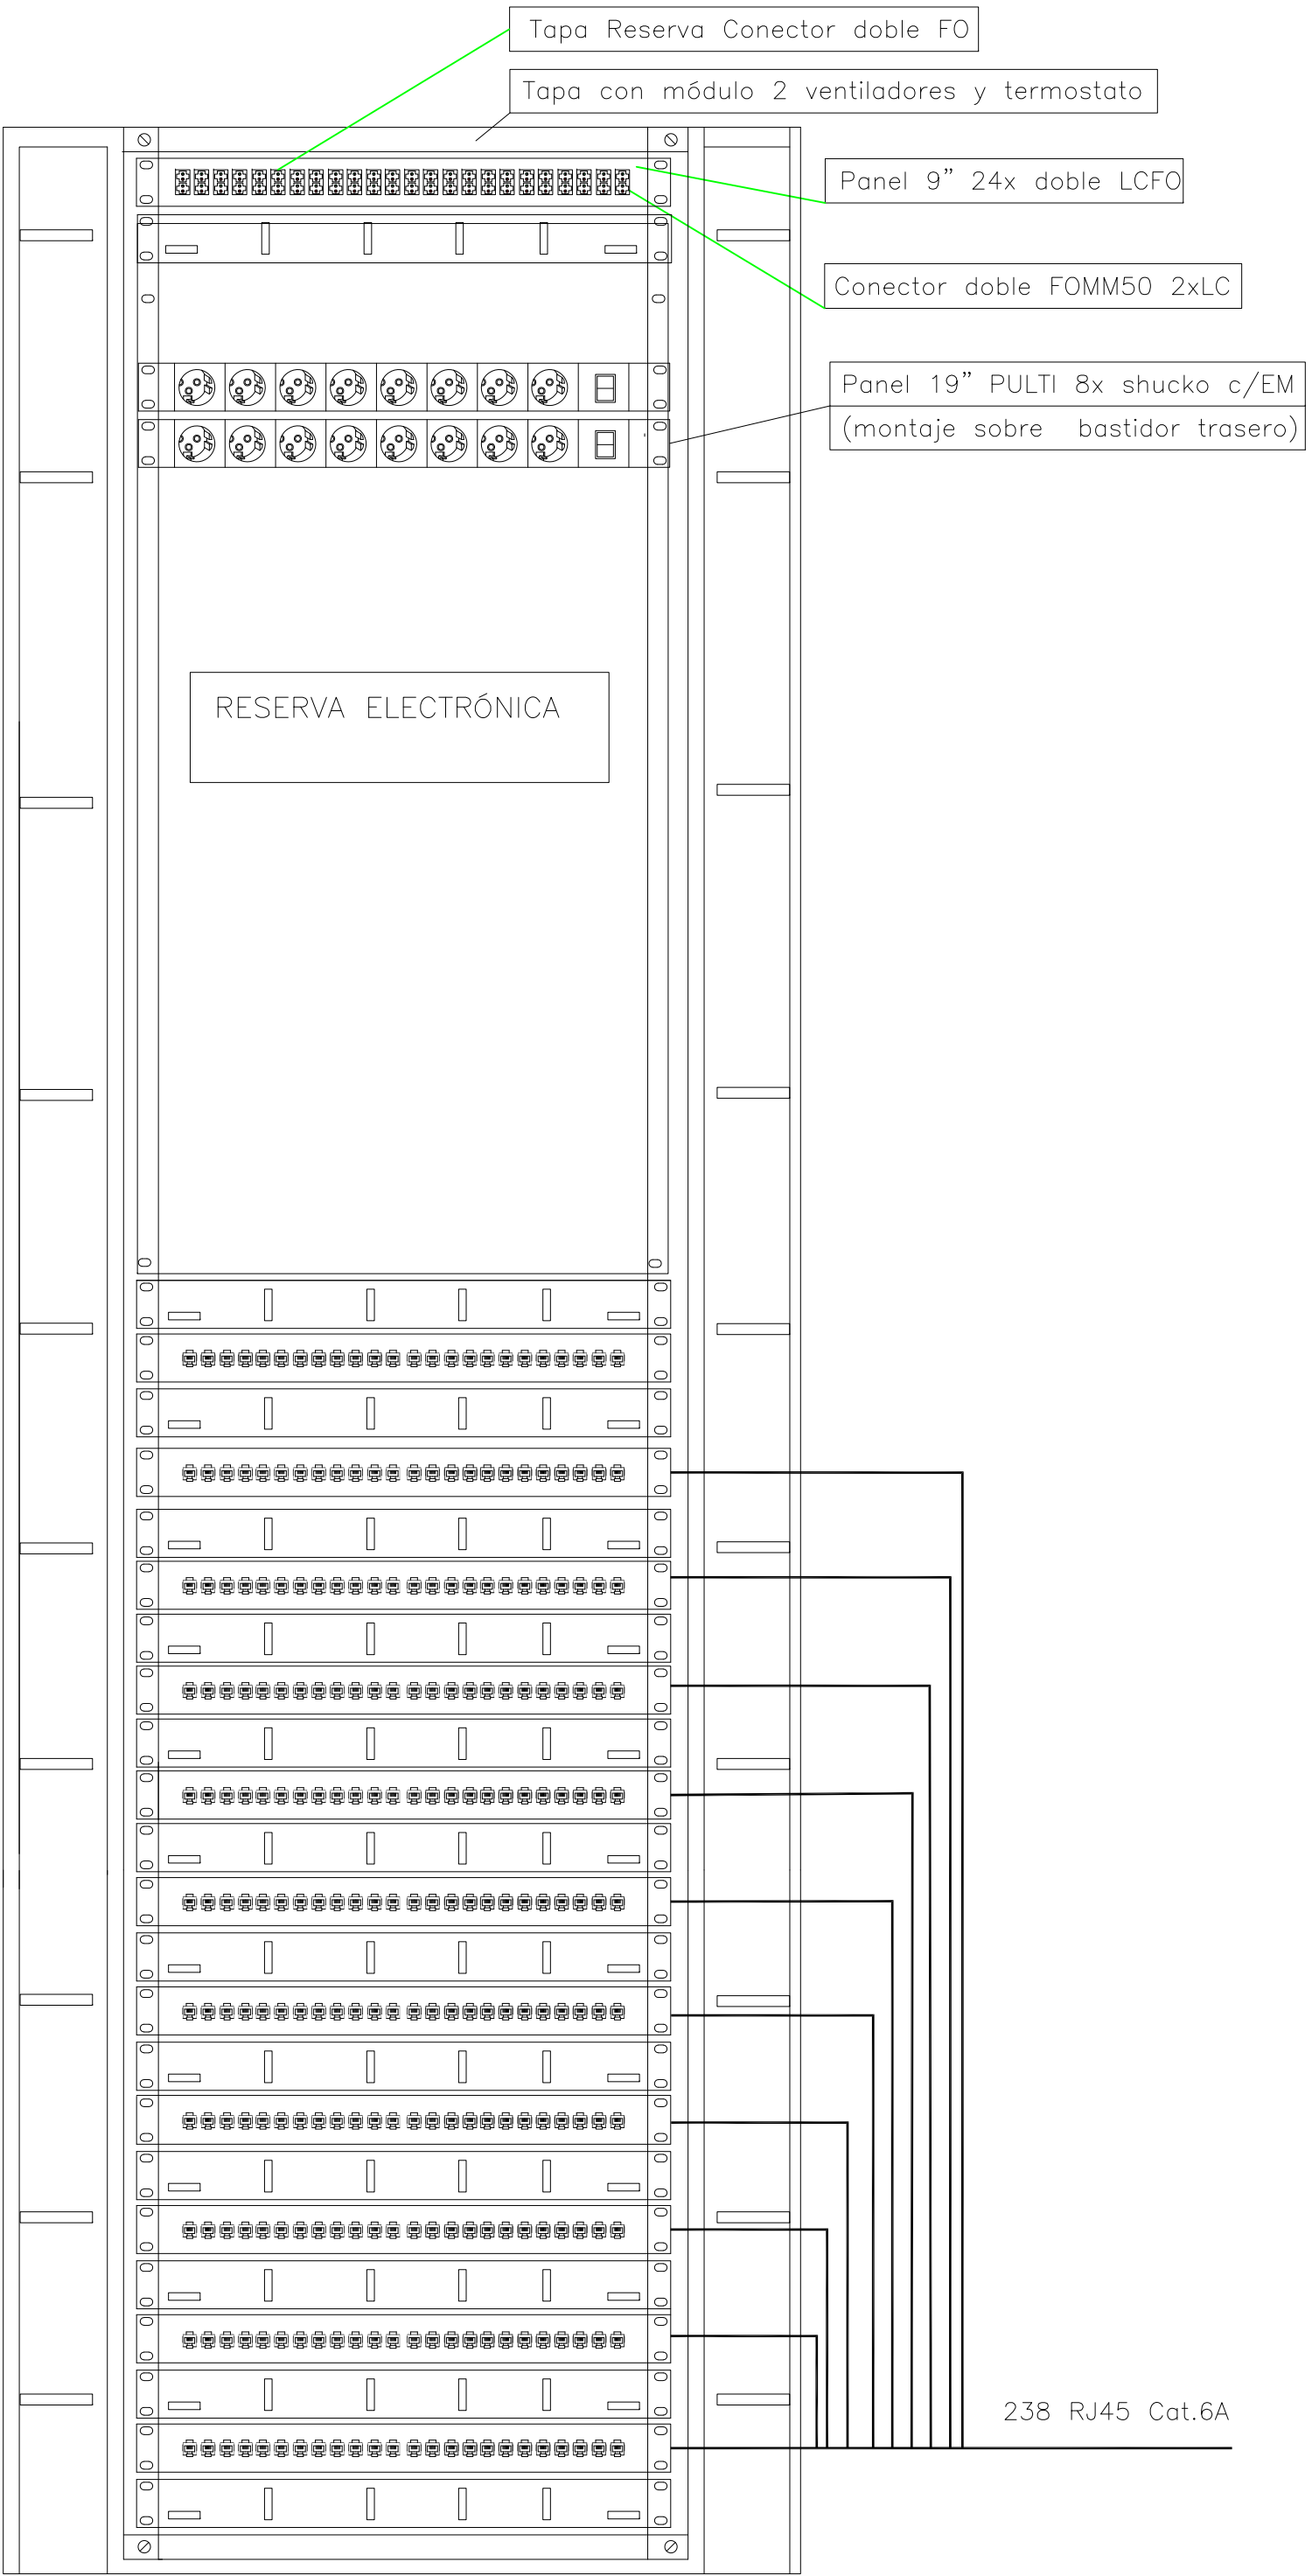 Tapa Reserva Conector doble FO
Tapa con módulo 2 ventiladores y termostato
Panel 9” 24x doble LCFO
Conector doble FOMM50 2xLC
Panel 19” PULTI 8x shucko c/EM
(montaje sobre bastidor trasero)
RESERVA ELECTRÓNICA
238 RJ45 Cat.6A